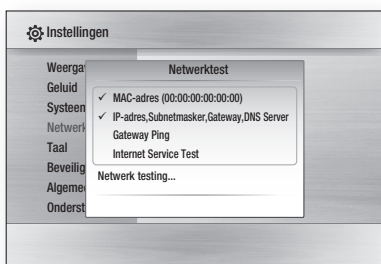 Instellingen
Weerga
Netwerktest
Geluid
✓ MAC-adres (00:00:00:00:00:00)
Systeem
✓ IP-adres,Subnetmasker,Gateway,DNS Server
Netwerk
Gateway Ping
Taal
Internet Service Test
Beveilig
Netwerk testing...
Algemee
Onderst